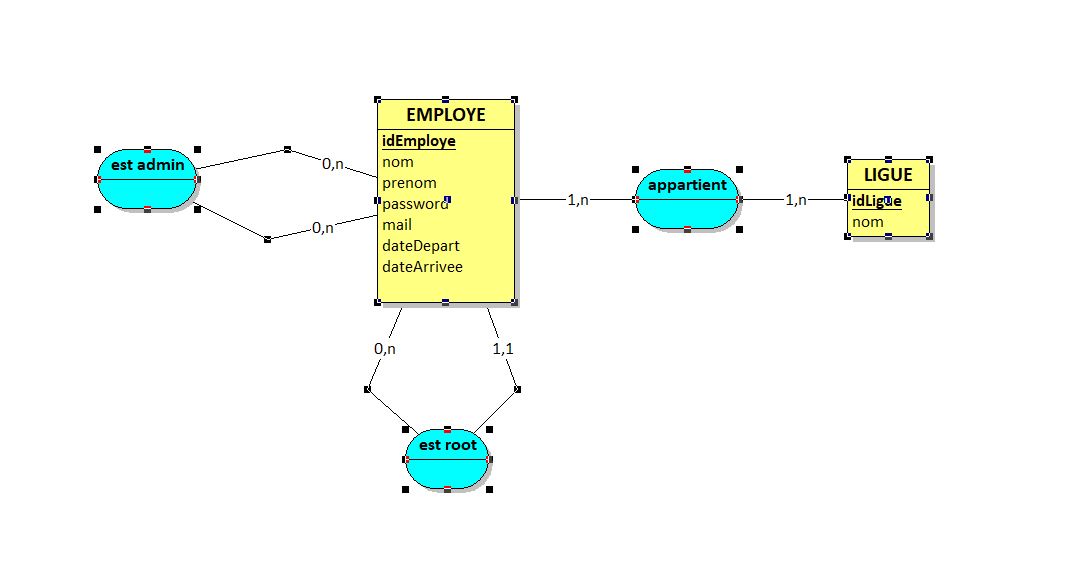 EMPLOYE
idEmploye
nom
prenom
password
mail
dateDepart
dateArrivee
est admin
0,n
0,n
1,n
appartient
1,n
LIGUE
idLigue
nom
0,n
1,1
est root